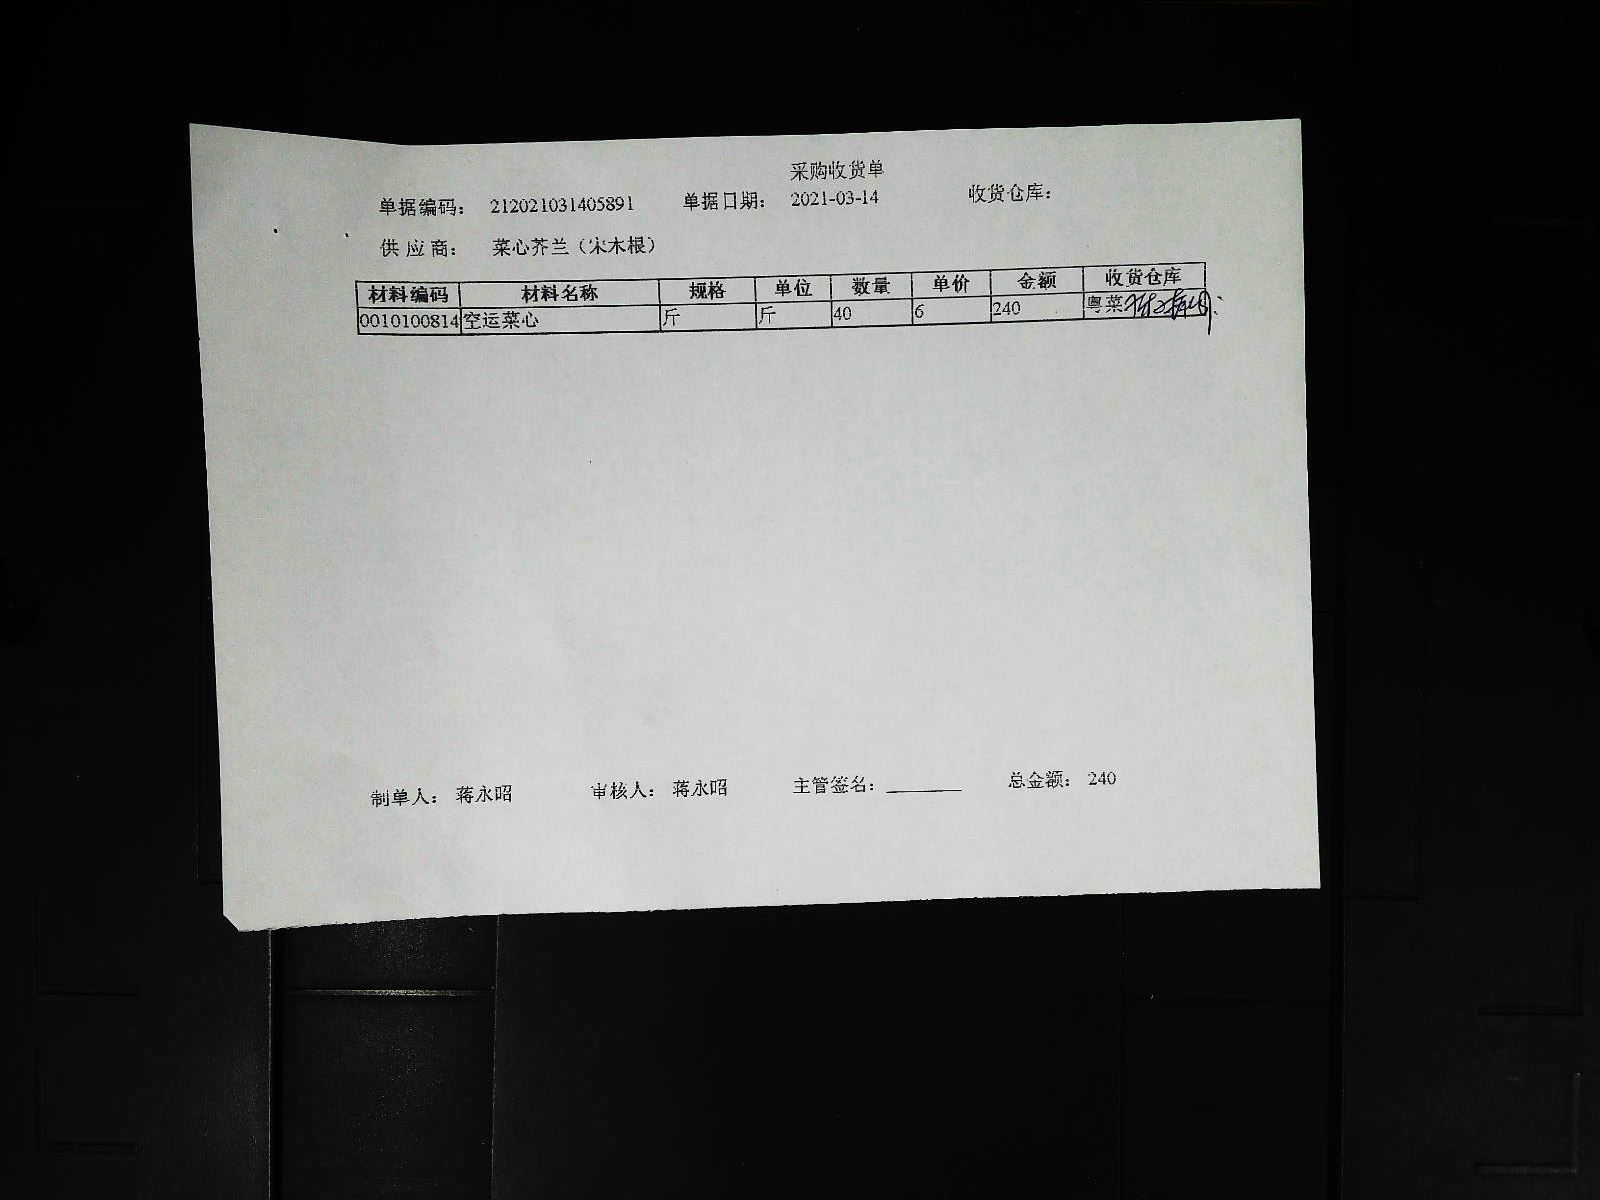 采购收货单
单据编码： 212021031405891 单据日期： 2021-03-14 收货仓库：
供 应 商： 菜心芥兰（宋木根）
材料编码 材料名称 规格 单位 数量 单价 金额 收货仓库
0010100814 空运菜心 斤 斤 40 6 240 粤菜
制单人： 蒋永昭 审核人： 蒋永昭 主管签名： 总金额： 240